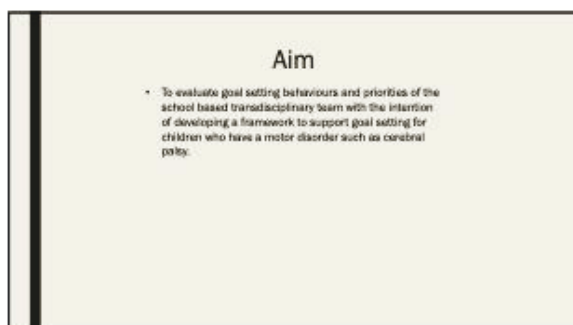 Aim
• To evaluate goal setting behaviours and priorities of the
school based transdisciplinary team with the intention
of developing a framework to support goal setting for
children who have a motor disorder such as cerebral
palsy.